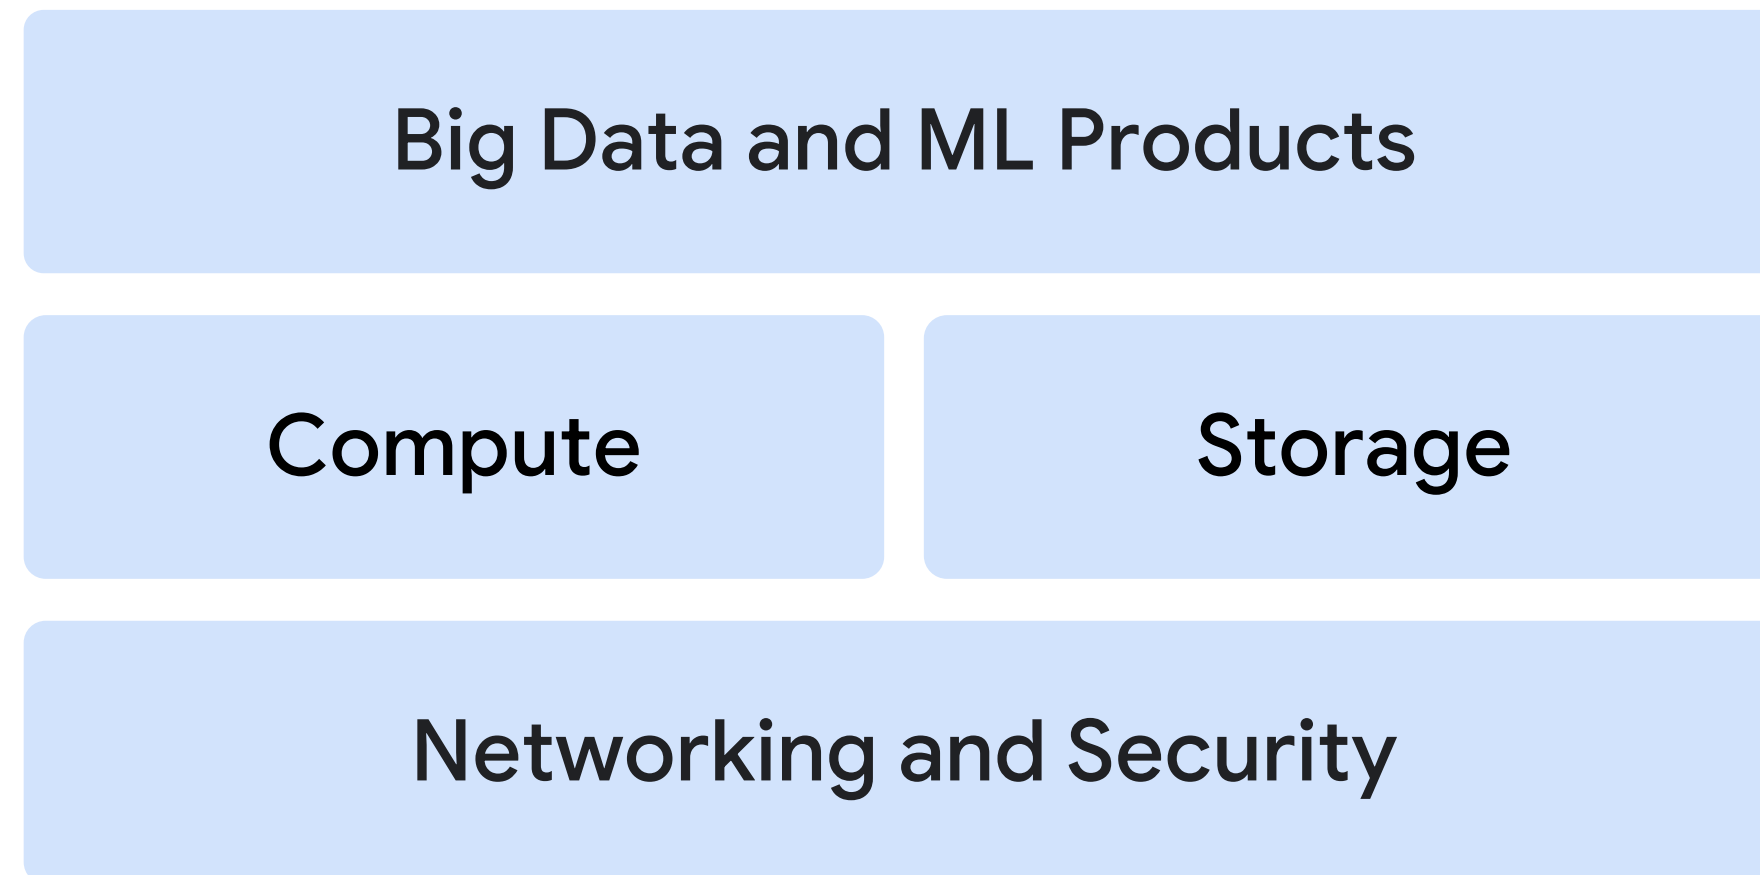 Big Data and ML Products
Compute
Storage
Networking and Security